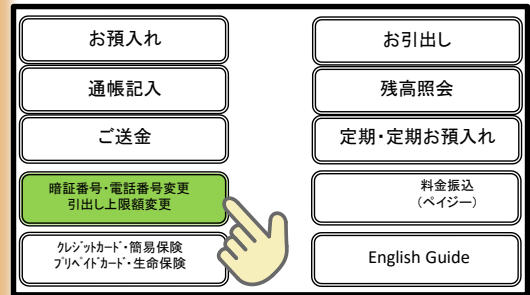 お預入れ
お引出し
通帳記入
残高照会
ご送金
定期・定期お預入れ
暗証番号・電話番号変更
引出し上限額変更
料金振込
(ペイジー)
クレジットカード・簡易保険
プリペイドカード・生命保険
English Guide